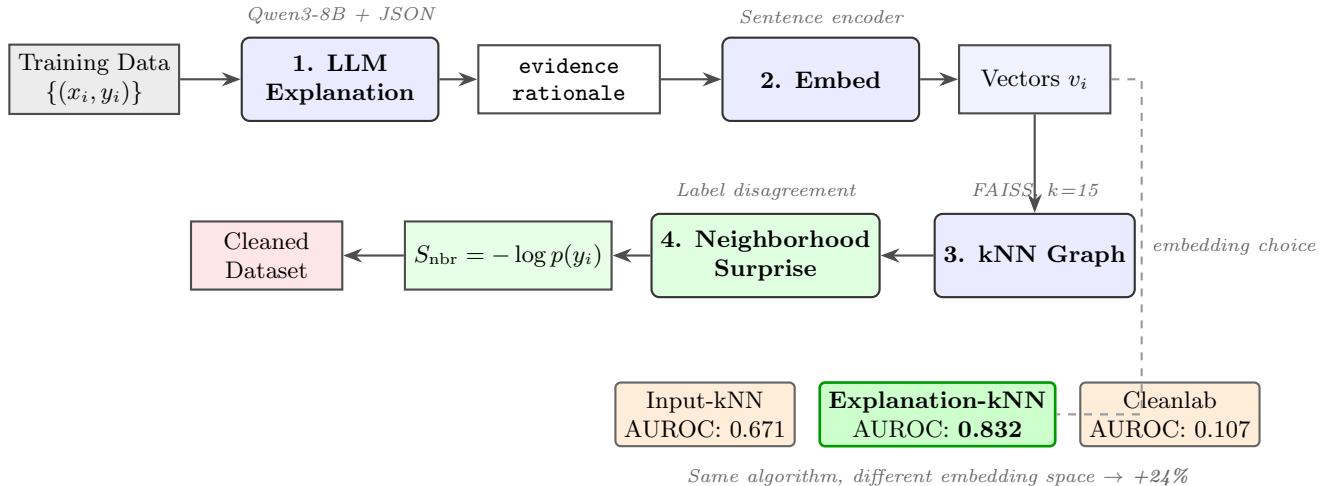 Qwen3-8B + JSON
Sentence encoder
Training Data
{(x_i, y_i)}
1. LLM
Explanation
evidence
rationale
2. Embed
Vectors v_i
Label disagreement
FAISS, k=15
Cleaned
Dataset
S_nbr = − log p(y_i)
4. Neighborhood
Surprise
3. kNN Graph
embedding choice
Input-kNN
AUROC: 0.671
Explanation-kNN
AUROC: 0.832
Cleanlab
AUROC: 0.107
Same algorithm, different embedding space → +24%